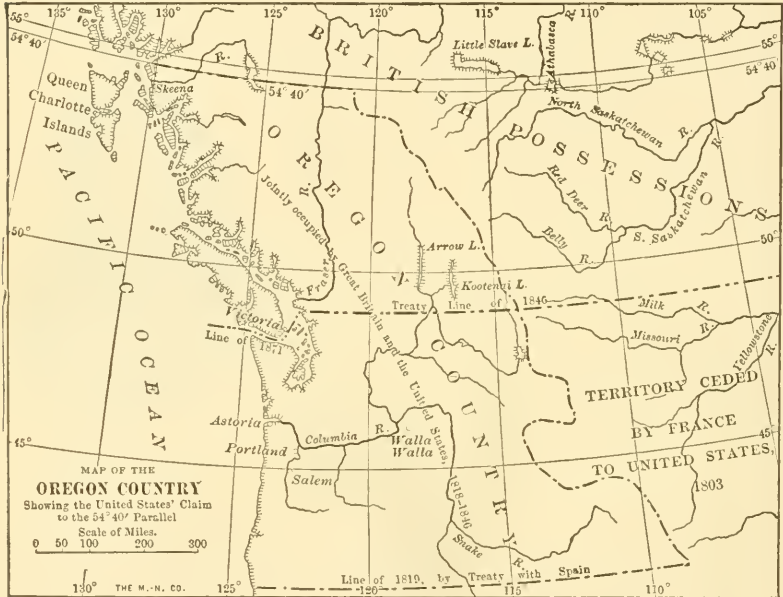 135°
130°
125°
120°
115°
110°
105°
55°
54° 40'
55°
54° 40'
BRITISH POSSESSIONS
Little Slave L.
Athabasca R.
R.
Skeena
54° 40'
Queen
Charlotte
Islands
North Saskatchewan R.
Red Deer R.
S. Saskatchewan R.
Belly R.
PACIFIC OCEAN
OREGON COUNTRY
Jointly occupied by Great Britain and the United States, 1818-1846
50°
50°
Fraser R.
Arrow L.
Kootenai L.
Treaty Line of 1846
Victoria
Line of 1871
Milk R.
Missouri R.
Yellowstone R.
TERRITORY CEDED
BY FRANCE
TO UNITED STATES,
1803
Astoria
Portland
Columbia R.
Walla
Walla
Salem
45°
45°
Snake R.
MAP OF THE
OREGON COUNTRY
Showing the United States' Claim
to the 54° 40' Parallel
Scale of Miles.
0 50 100 200 300
Line of 1819, by Treaty with Spain
130°
THE M.-N. CO.
125°
120°
115°
110°